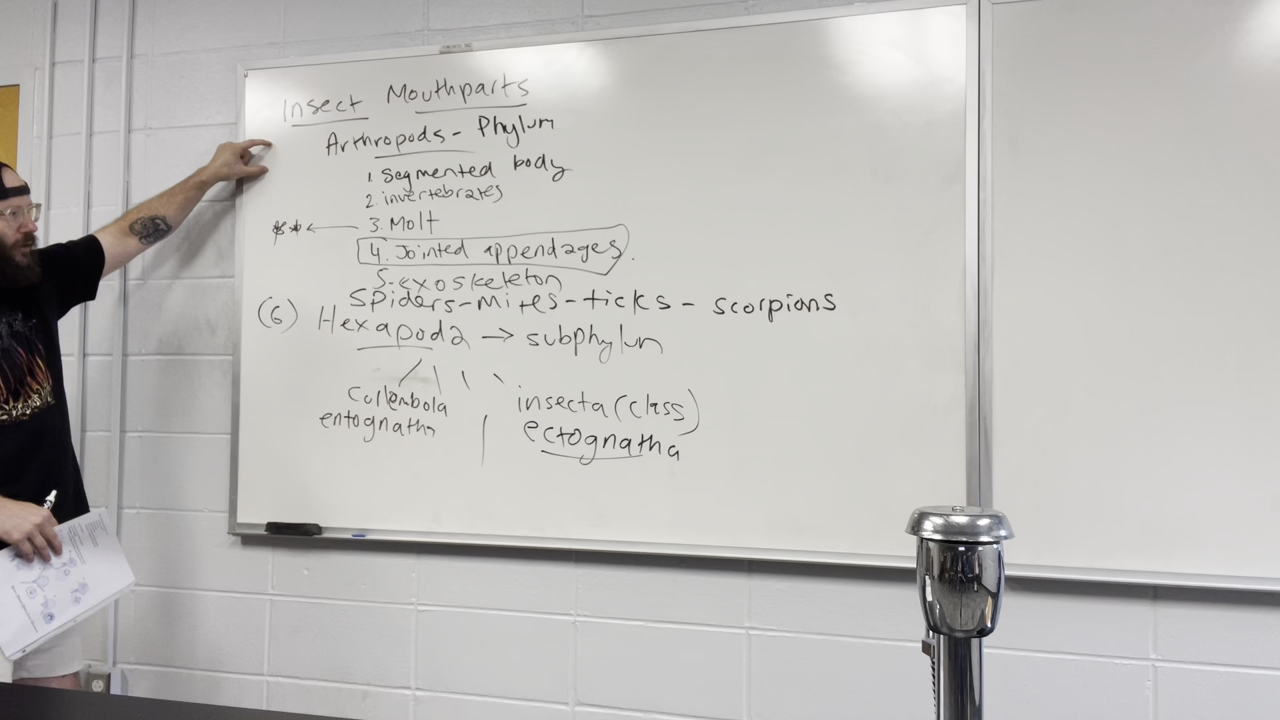 Insect Mouthparts
Arthropods - Phylum
1. Segmented body
2. invertebrates
** ← 3. Molt
4. Jointed appendages.
5. exoskeleton
Spiders - mites - ticks - scorpions
(6) Hexapoda → subphylum
Collembola
entognatha
insecta (class)
ectognatha